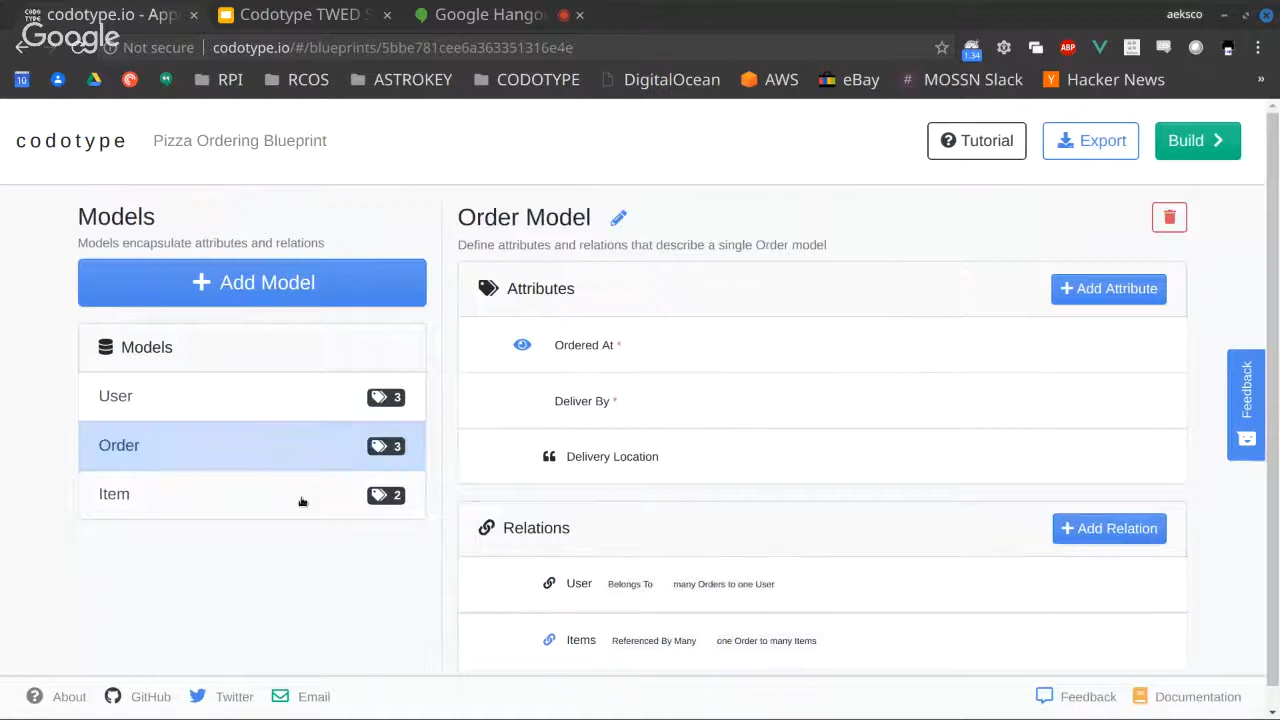 codotype.io - App
Codotype TWED S
Google Hango
aeksco
Google
Not secure
codotype.io/#/blueprints/5bbe781cee6a363351316e4e
1.34
ABP
10
RPI
RCOS
ASTROKEY
CODOTYPE
DigitalOcean
AWS
eBay
MOSSN Slack
Hacker News
»
codotype
Pizza Ordering Blueprint
Tutorial
Export
Build
Models
Models encapsulate attributes and relations
+ Add Model
Models
User
3
Order
3
Item
2
Order Model
Define attributes and relations that describe a single Order model
Attributes
+ Add Attribute
Ordered At *
Deliver By *
Delivery Location
Relations
+ Add Relation
User Belongs To many Orders to one User
Items Referenced By Many one Order to many Items
Feedback
About
GitHub
Twitter
Email
Feedback
Documentation